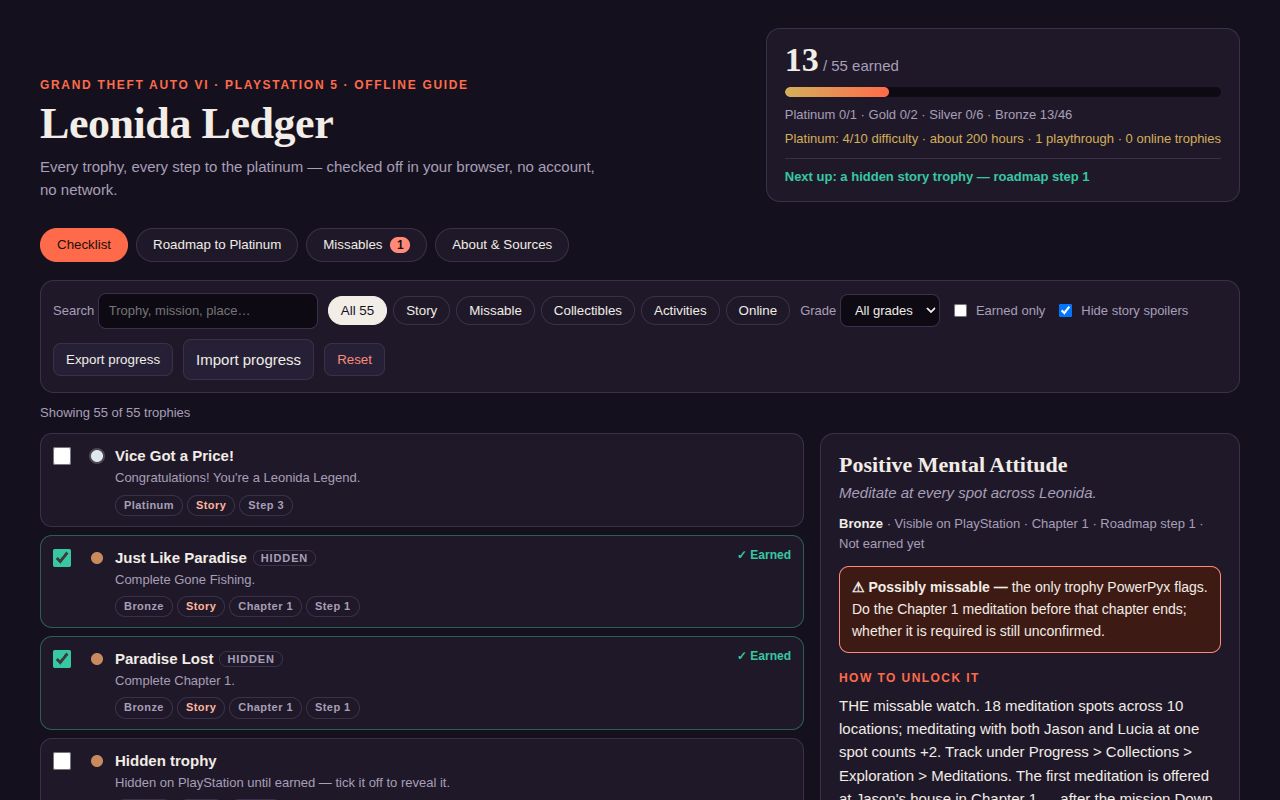 GRAND THEFT AUTO VI · PLAYSTATION 5 · OFFLINE GUIDE
Leonida Ledger
Every trophy, every step to the platinum — checked off in your browser, no account,
no network.
13 / 55 earned
Platinum 0/1 · Gold 0/2 · Silver 0/6 · Bronze 13/46
Platinum: 4/10 difficulty · about 200 hours · 1 playthrough · 0 online trophies
Next up: a hidden story trophy — roadmap step 1
Checklist Roadmap to Platinum Missables 1 About & Sources
Search Trophy, mission, place… All 55 Story Missable Collectibles Activities Online Grade All grades Earned only Hide story spoilers
Export progress Import progress Reset
Showing 55 of 55 trophies
Vice Got a Price!
Congratulations! You're a Leonida Legend.
Platinum Story Step 3
Just Like Paradise HIDDEN ✓ Earned
Complete Gone Fishing.
Bronze Story Chapter 1 Step 1
Paradise Lost HIDDEN ✓ Earned
Complete Chapter 1.
Bronze Story Chapter 1 Step 1
Hidden trophy
Hidden on PlayStation until earned — tick it off to reveal it.
Positive Mental Attitude
Meditate at every spot across Leonida.
Bronze · Visible on PlayStation · Chapter 1 · Roadmap step 1 ·
Not earned yet
⚠ Possibly missable — the only trophy PowerPyx flags.
Do the Chapter 1 meditation before that chapter ends;
whether it is required is still unconfirmed.
HOW TO UNLOCK IT
THE missable watch. 18 meditation spots across 10
locations; meditating with both Jason and Lucia at one
spot counts +2. Track under Progress > Collections >
Exploration > Meditations. The first meditation is offered
at Jason's house in Chapter 1 — after the mission Down